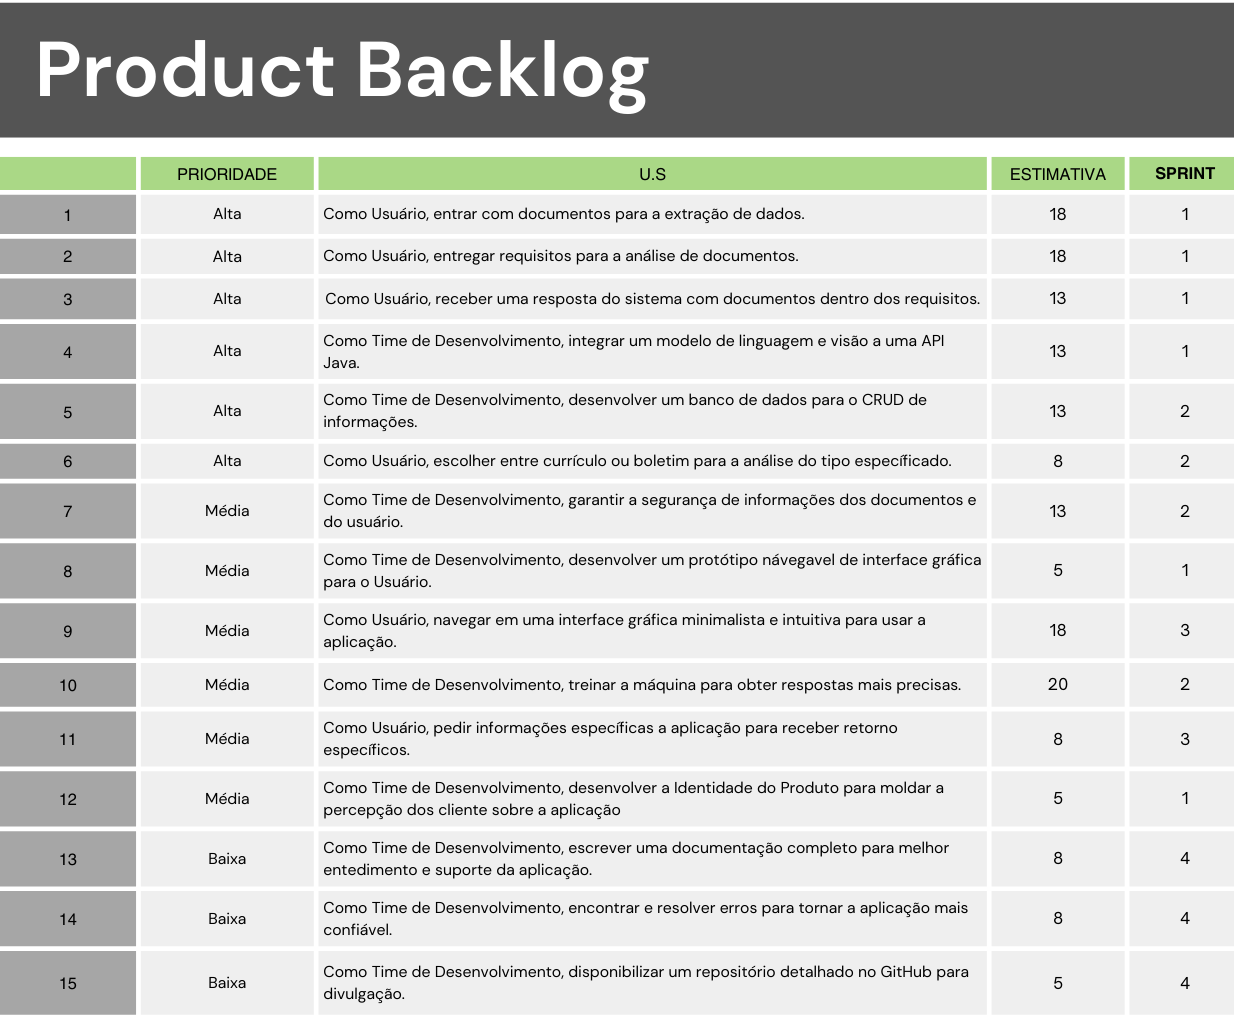 Product Backlog
PRIORIDADE U.S ESTIMATIVA SPRINT
1 Alta Como Usuário, entrar com documentos para a extração de dados. 18 1
2 Alta Como Usuário, entregar requisitos para a análise de documentos. 18 1
3 Alta Como Usuário, receber uma resposta do sistema com documentos dentro dos requisitos. 13 1
4 Alta Como Time de Desenvolvimento, integrar um modelo de linguagem e visão a uma API
Java. 13 1
5 Alta Como Time de Desenvolvimento, desenvolver um banco de dados para o CRUD de
informações. 13 2
6 Alta Como Usuário, escolher entre currículo ou boletim para a análise do tipo específicado. 8 2
7 Média Como Time de Desenvolvimento, garantir a segurança de informações dos documentos e
do usuário. 13 2
8 Média Como Time de Desenvolvimento, desenvolver um protótipo návegavel de interface gráfica
para o Usuário. 5 1
9 Média Como Usuário, navegar em uma interface gráfica minimalista e intuitiva para usar a
aplicação. 18 3
10 Média Como Time de Desenvolvimento, treinar a máquina para obter respostas mais precisas. 20 2
11 Média Como Usuário, pedir informações específicas a aplicação para receber retorno
específicos. 8 3
12 Média Como Time de Desenvolvimento, desenvolver a Identidade do Produto para moldar a
percepção dos cliente sobre a aplicação 5 1
13 Baixa Como Time de Desenvolvimento, escrever uma documentação completo para melhor
entedimento e suporte da aplicação. 8 4
14 Baixa Como Time de Desenvolvimento, encontrar e resolver erros para tornar a aplicação mais
confiável. 8 4
15 Baixa Como Time de Desenvolvimento, disponibilizar um repositório detalhado no GitHub para
divulgação. 5 4